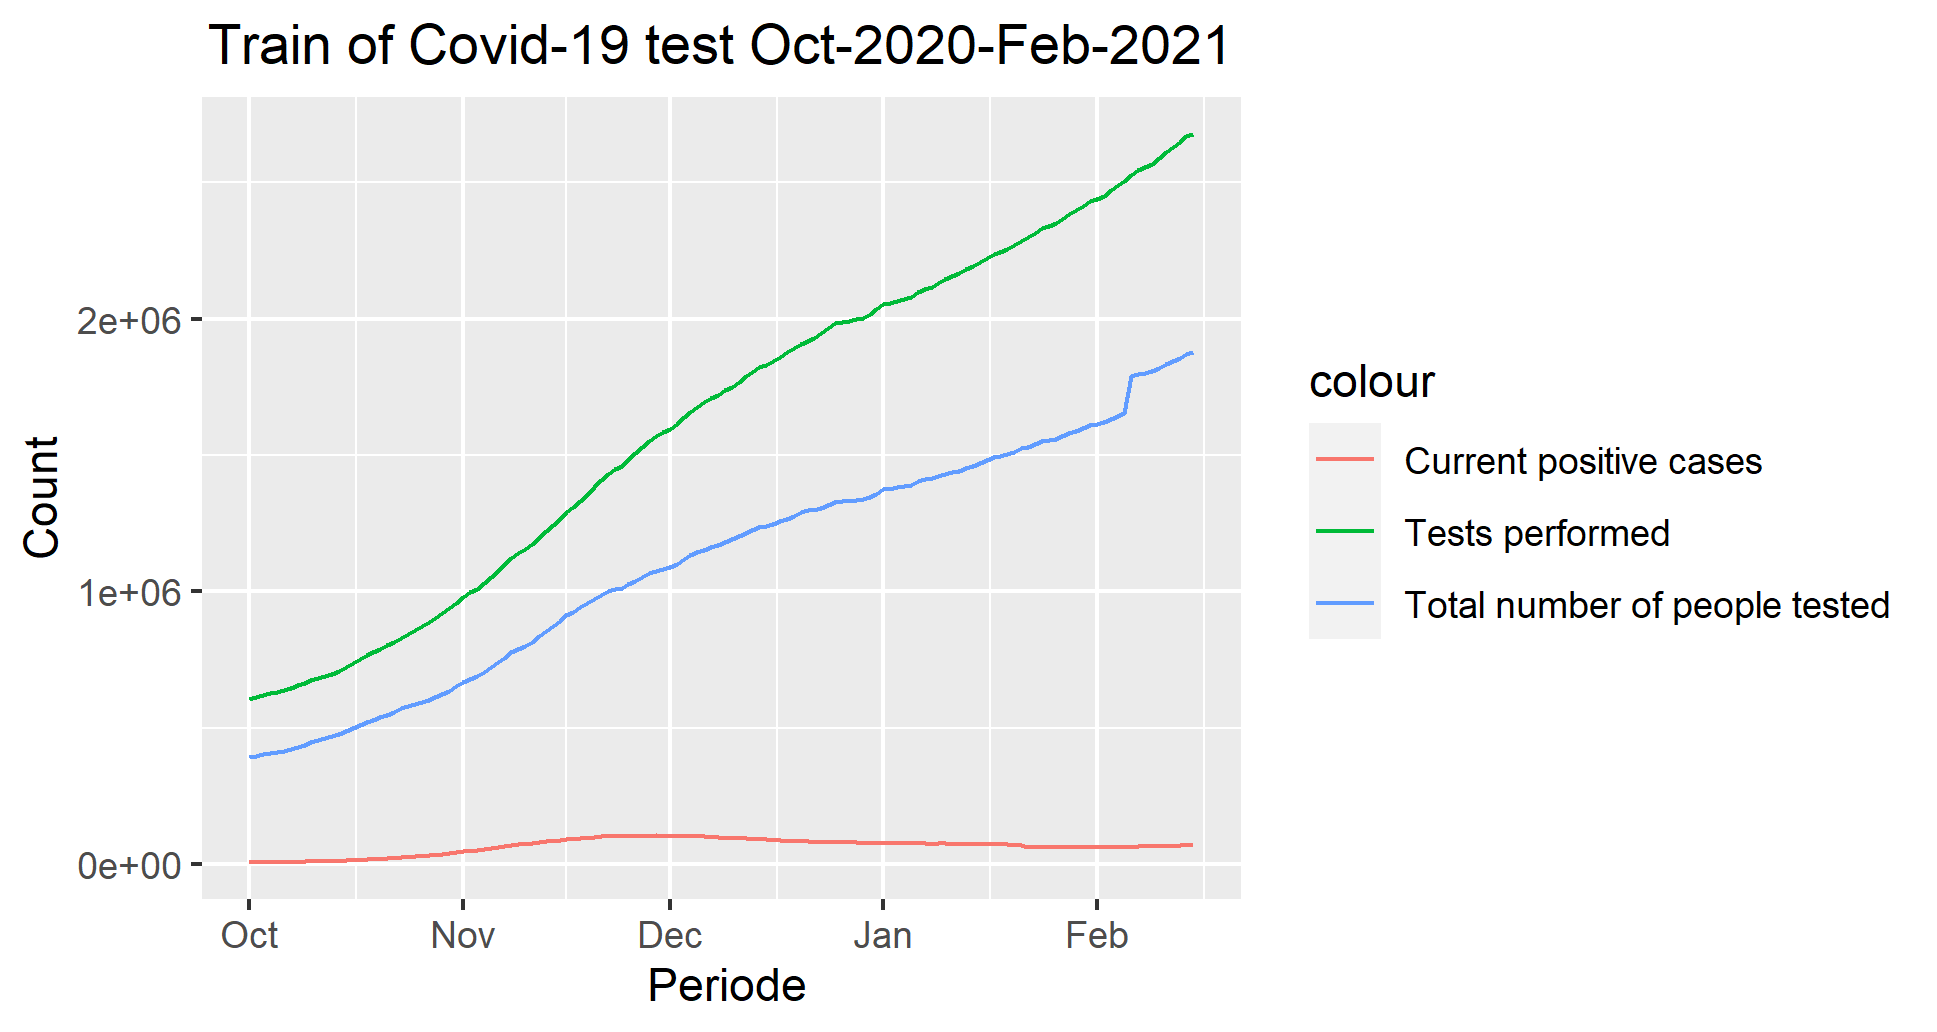 Train of Covid-19 test Oct-2020-Feb-2021
Count
2e+06
1e+06
0e+00
Oct Nov Dec Jan Feb
Periode
colour
Current positive cases
Tests performed
Total number of people tested